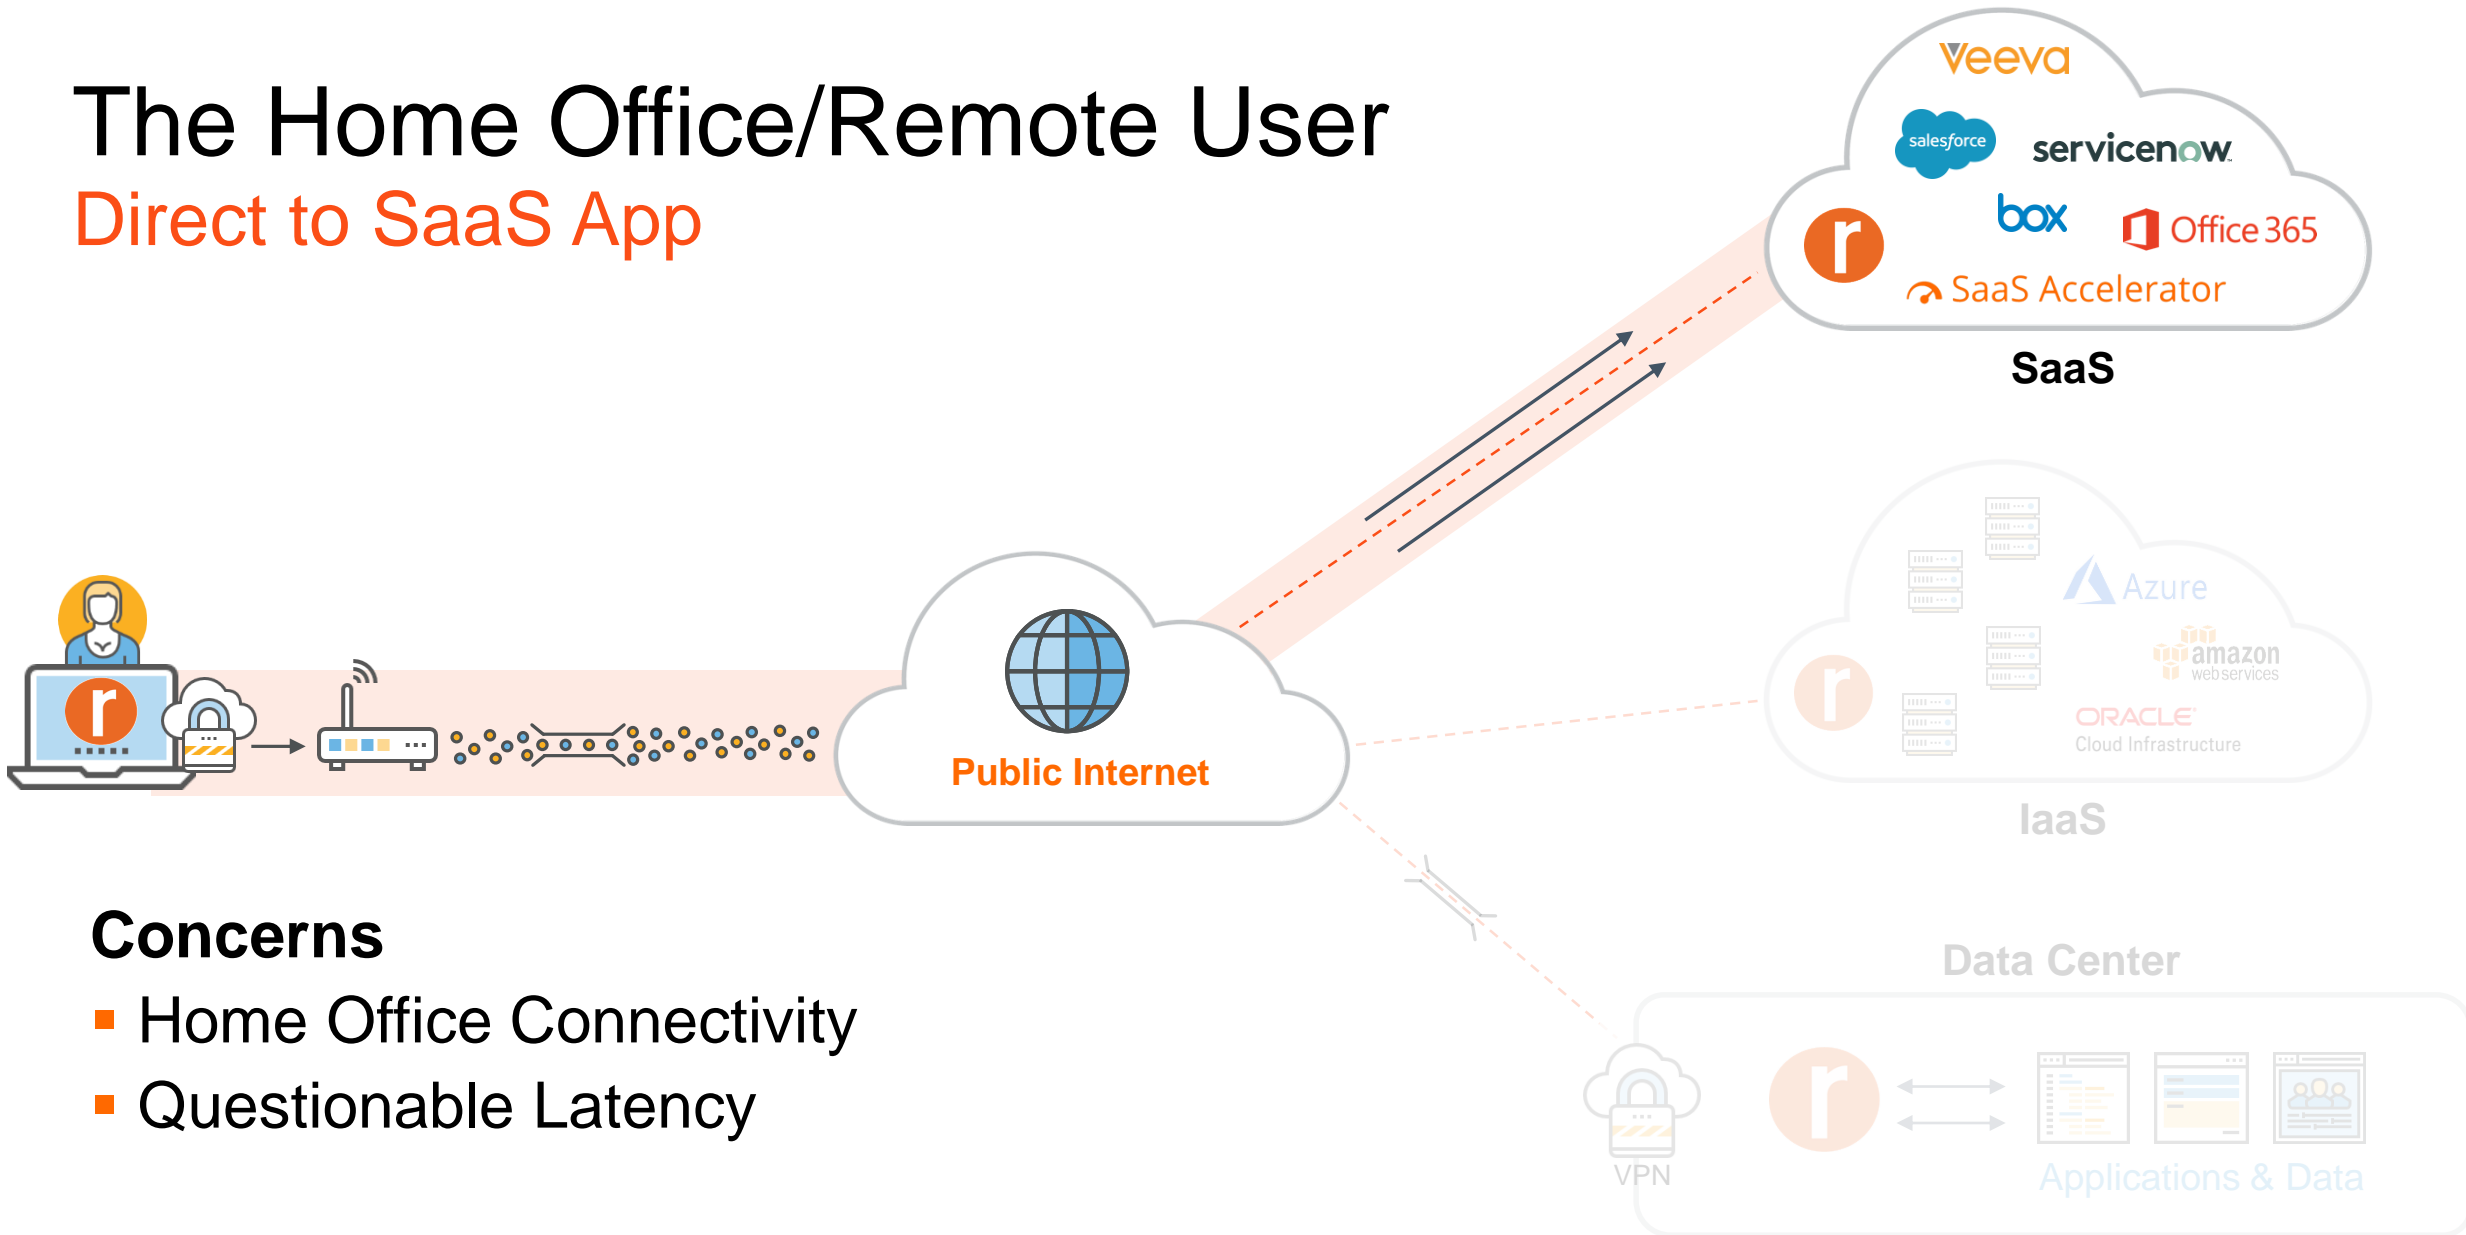 The Home Office/Remote User
Direct to SaaS App
veeva
salesforce
servicenow
box
Office 365
r
SaaS Accelerator
SaaS
Azure
amazon
web services
r
ORACLE
Cloud Infrastructure
IaaS
r
Public Internet
Concerns
Home Office Connectivity
Questionable Latency
Data Center
r
VPN
Applications & Data